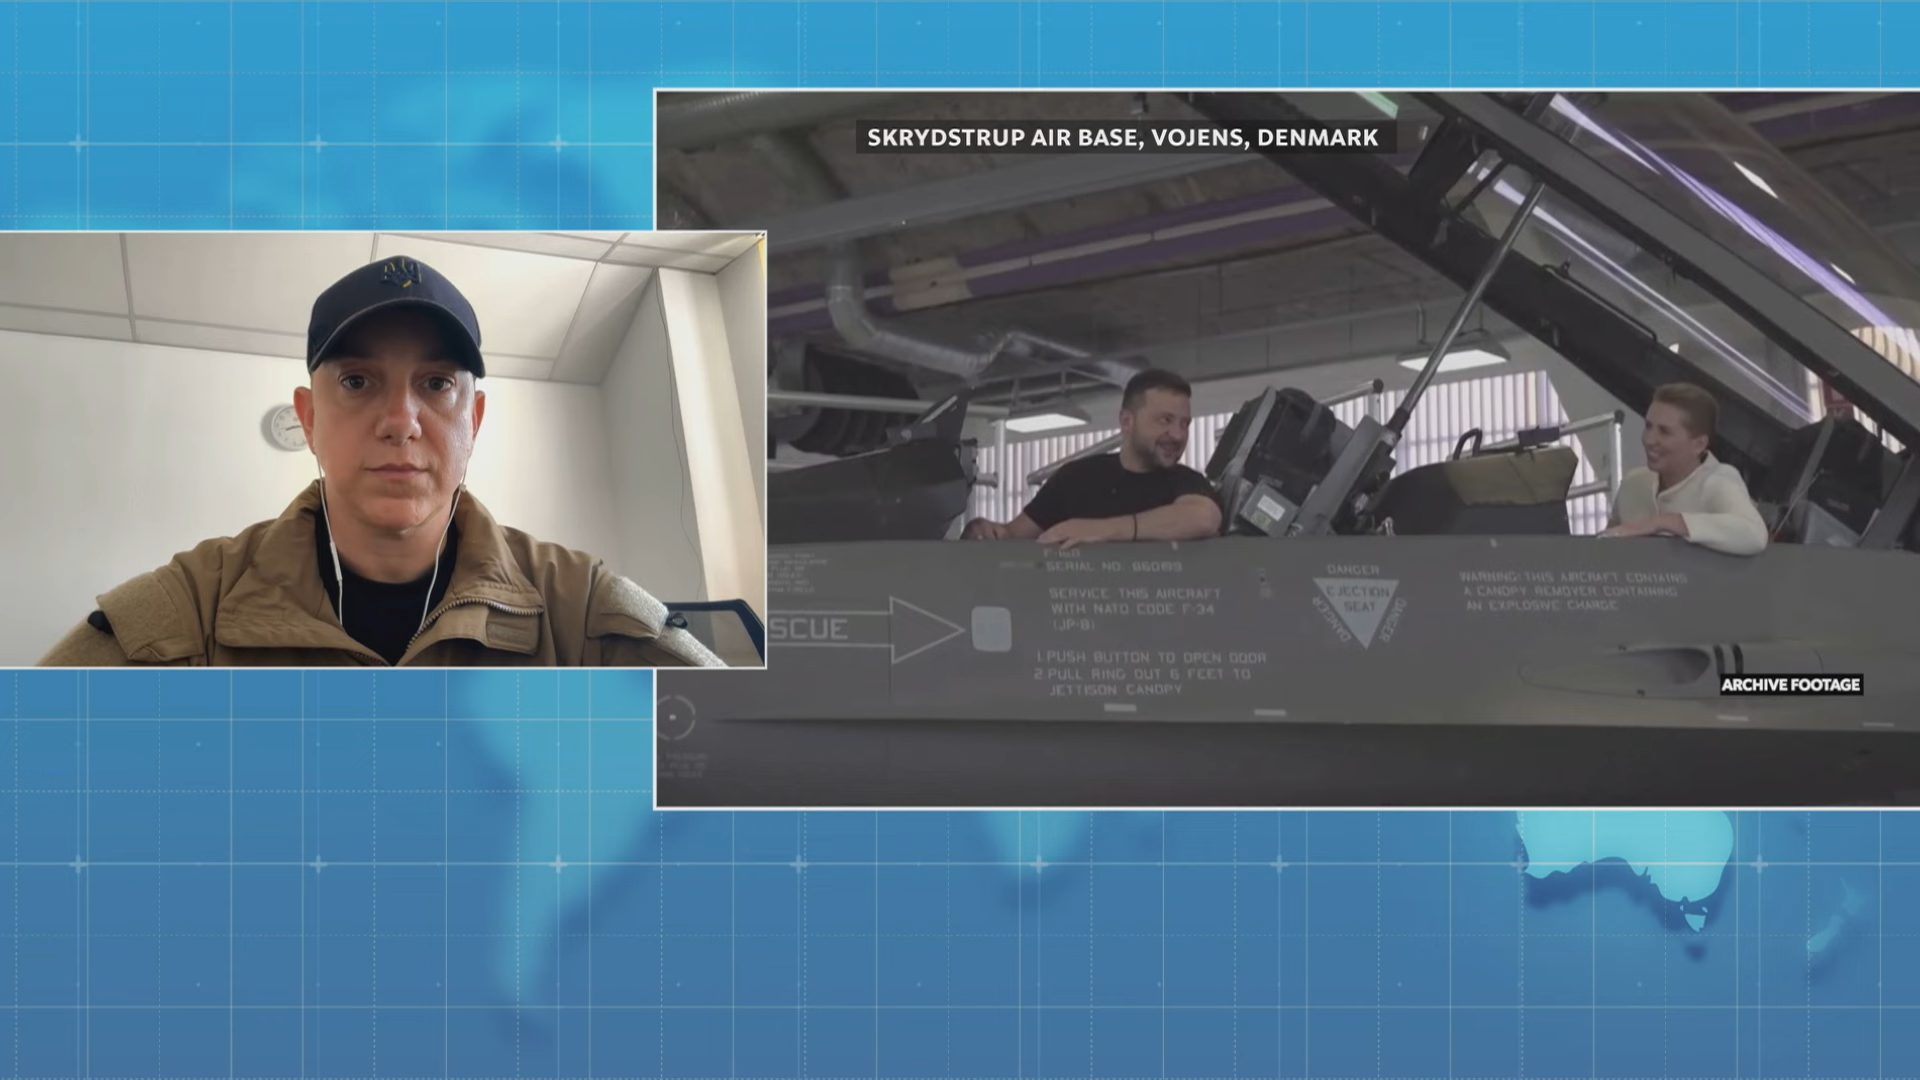 SKRYDSTRUP AIR BASE, VOJENS, DENMARK
F-16B
SERIAL NO. 860199
SERVICE THIS AIRCRAFT
WITH NATO CODE F-34
(JP-8)
1. PUSH BUTTON TO OPEN DOOR
2. PULL RING OUT 6 FEET TO
JETTISON CANOPY
SCUE
DANGER
EJECTION
SEAT
DANGER
DANGER
WARNING: THIS AIRCRAFT CONTAINS
A CANOPY REMOVER CONTAINING
AN EXPLOSIVE CHARGE
ARCHIVE FOOTAGE